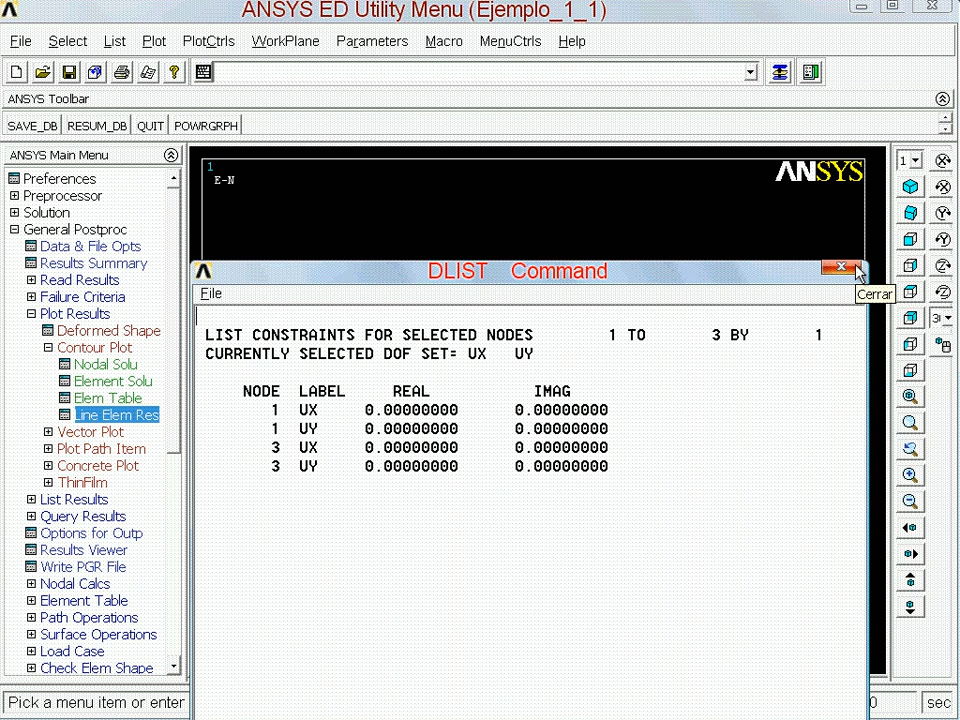 ANSYS ED Utility Menu (Ejemplo_1_1)
File Select List Plot PlotCtrls WorkPlane Parameters Macro MenuCtrls Help
ANSYS Toolbar
SAVE_DB RESUM_DB QUIT POWRGRPH
ANSYS Main Menu
Preferences
Preprocessor
Solution
General Postproc
Data & File Opts
Results Summary
Read Results
Failure Criteria
Plot Results
Deformed Shape
Contour Plot
Nodal Solu
Element Solu
Elem Table
Line Elem Res
Vector Plot
Plot Path Item
Concrete Plot
ThinFilm
List Results
Query Results
Options for Outp
Results Viewer
Write PGR File
Nodal Calcs
Element Table
Path Operations
Surface Operations
Load Case
Check Elem Shape
1
E-N
ANSYS
DLIST Command
File
Cerrar
LIST CONSTRAINTS FOR SELECTED NODES 1 TO 3 BY 1
CURRENTLY SELECTED DOF SET= UX UY
NODE LABEL REAL IMAG
1 UX 0.00000000 0.00000000
1 UY 0.00000000 0.00000000
3 UX 0.00000000 0.00000000
3 UY 0.00000000 0.00000000
1
X
X
Y
Y
Z
Z
Pick a menu item or enter
0
sec